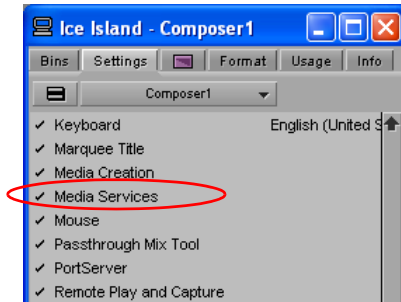 Ice Island - Composer1
Bins Settings Format Usage Info
Composer1
✓ Keyboard English (United S
✓ Marquee Title
✓ Media Creation
✓ Media Services
✓ Mouse
✓ Passthrough Mix Tool
✓ PortServer
✓ Remote Play and Capture